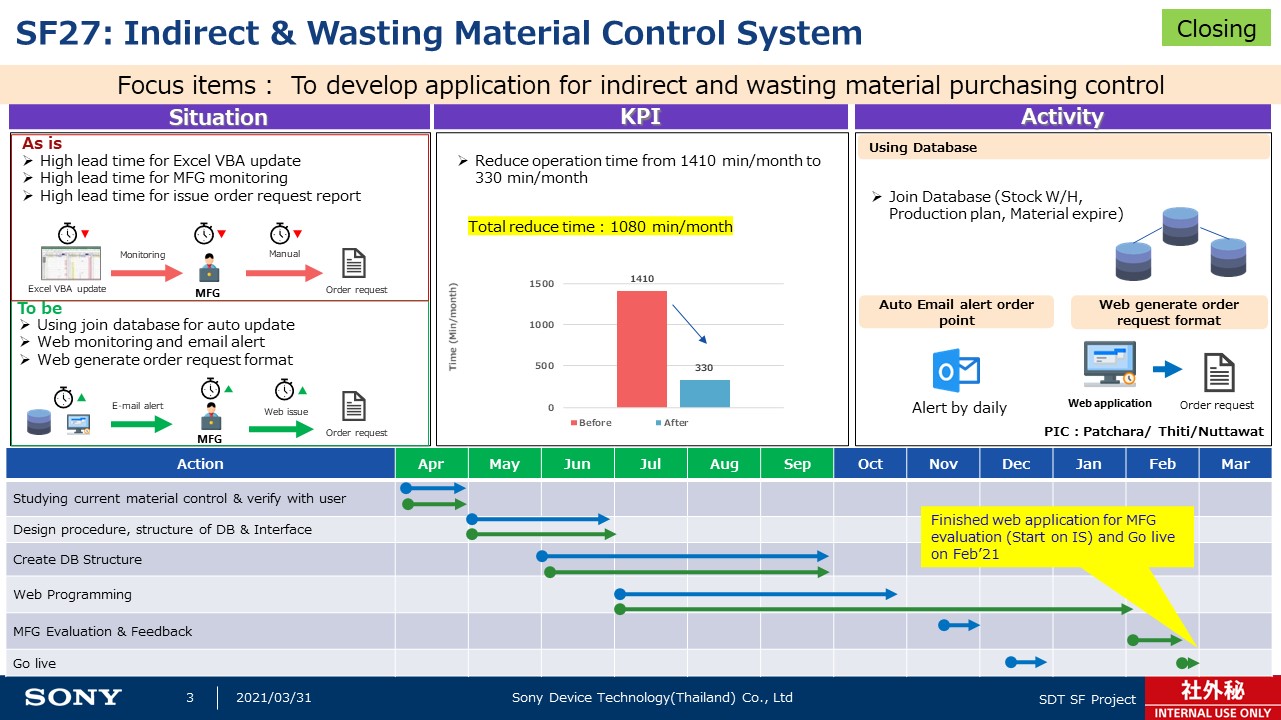 SF27: Indirect & Wasting Material Control System
Closing
Focus items : To develop application for indirect and wasting material purchasing control
Situation
As is
➢ High lead time for Excel VBA update
➢ High lead time for MFG monitoring
➢ High lead time for issue order request report
Monitoring
Manual
Excel VBA update
MFG
Order request
To be
➢ Using join database for auto update
➢ Web monitoring and email alert
➢ Web generate order request format
E-mail alert
Web issue
MFG
Order request
KPI
➢ Reduce operation time from 1410 min/month to
330 min/month
Total reduce time : 1080 min/month
Time (Min/month)
1500
1000
500
0
1410
330
Before
After
Activity
Using Database
➢ Join Database (Stock W/H,
Production plan, Material expire)
Auto Email alert order
point
Alert by daily
Web generate order
request format
Web application
Order request
PIC : Patchara/ Thiti/Nuttawat
Action Apr May Jun Jul Aug Sep Oct Nov Dec Jan Feb Mar
Studying current material control & verify with user
Design procedure, structure of DB & Interface
Create DB Structure
Web Programming
MFG Evaluation & Feedback
Go live
Finished web application for MFG
evaluation (Start on IS) and Go live
on Feb’21
SONY
3
2021/03/31
Sony Device Technology(Thailand) Co., Ltd
SDT SF Project
社外秘
INTERNAL USE ONLY